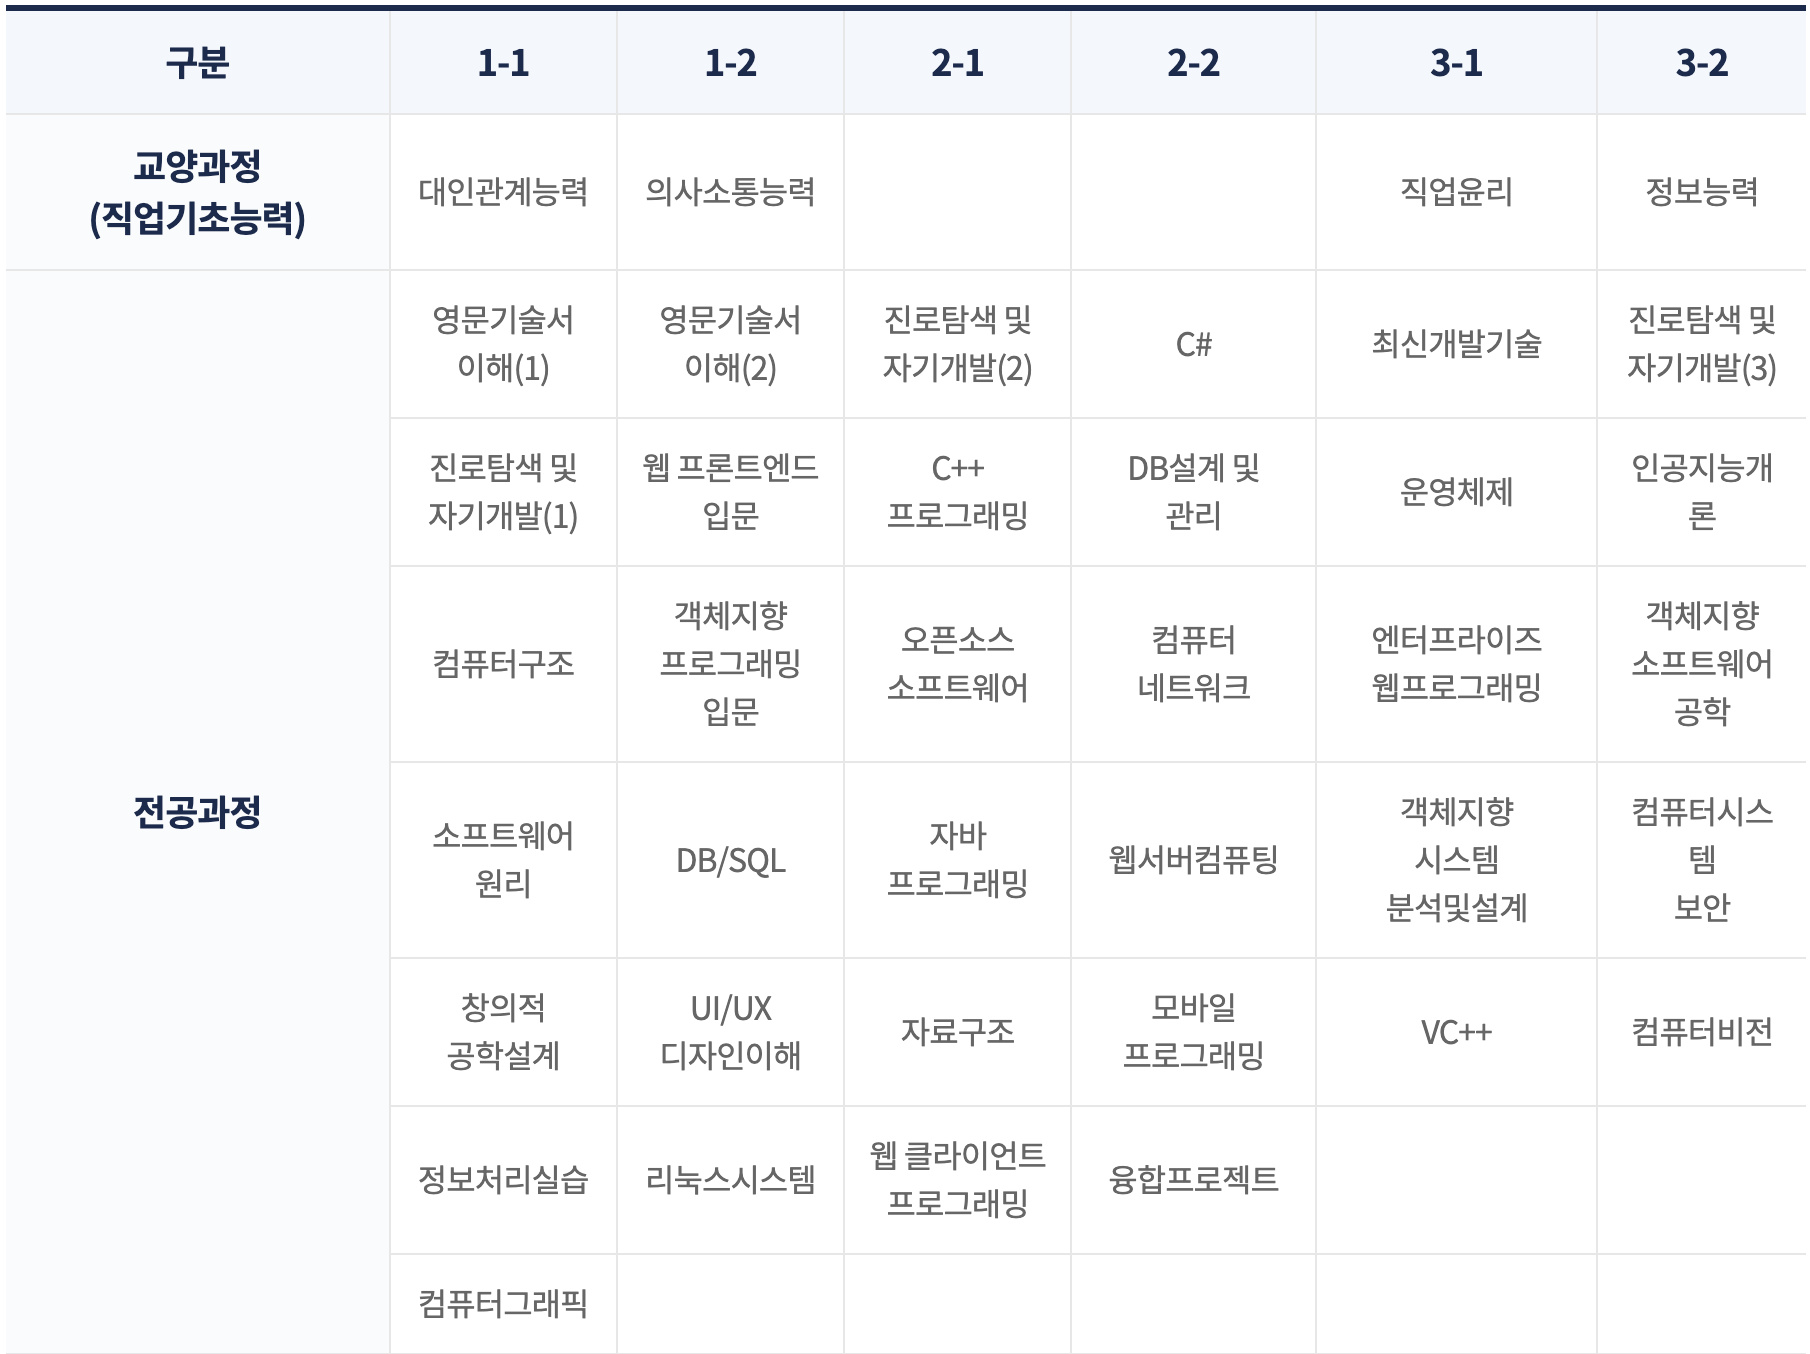 구분 1-1 1-2 2-1 2-2 3-1 3-2
교양과정
(직업기초능력)
대인관계능력 의사소통능력 직업윤리 정보능력
전공과정
영문기술서
이해(1)
영문기술서
이해(2)
진로탐색 및
자기개발(2)
C#
최신개발기술
진로탐색 및
자기개발(3)
진로탐색 및
자기개발(1)
웹 프론트엔드
입문
C++
프로그래밍
DB설계 및
관리
운영체제
인공지능개
론
컴퓨터구조
객체지향
프로그래밍
입문
오픈소스
소프트웨어
컴퓨터
네트워크
엔터프라이즈
웹프로그래밍
객체지향
소프트웨어
공학
소프트웨어
원리
DB/SQL
자바
프로그래밍
웹서버컴퓨팅
객체지향
시스템
분석및설계
컴퓨터시스
템
보안
창의적
공학설계
UI/UX
디자인이해
자료구조
모바일
프로그래밍
VC++
컴퓨터비전
정보처리실습
리눅스시스템
웹 클라이언트
프로그래밍
융합프로젝트
컴퓨터그래픽